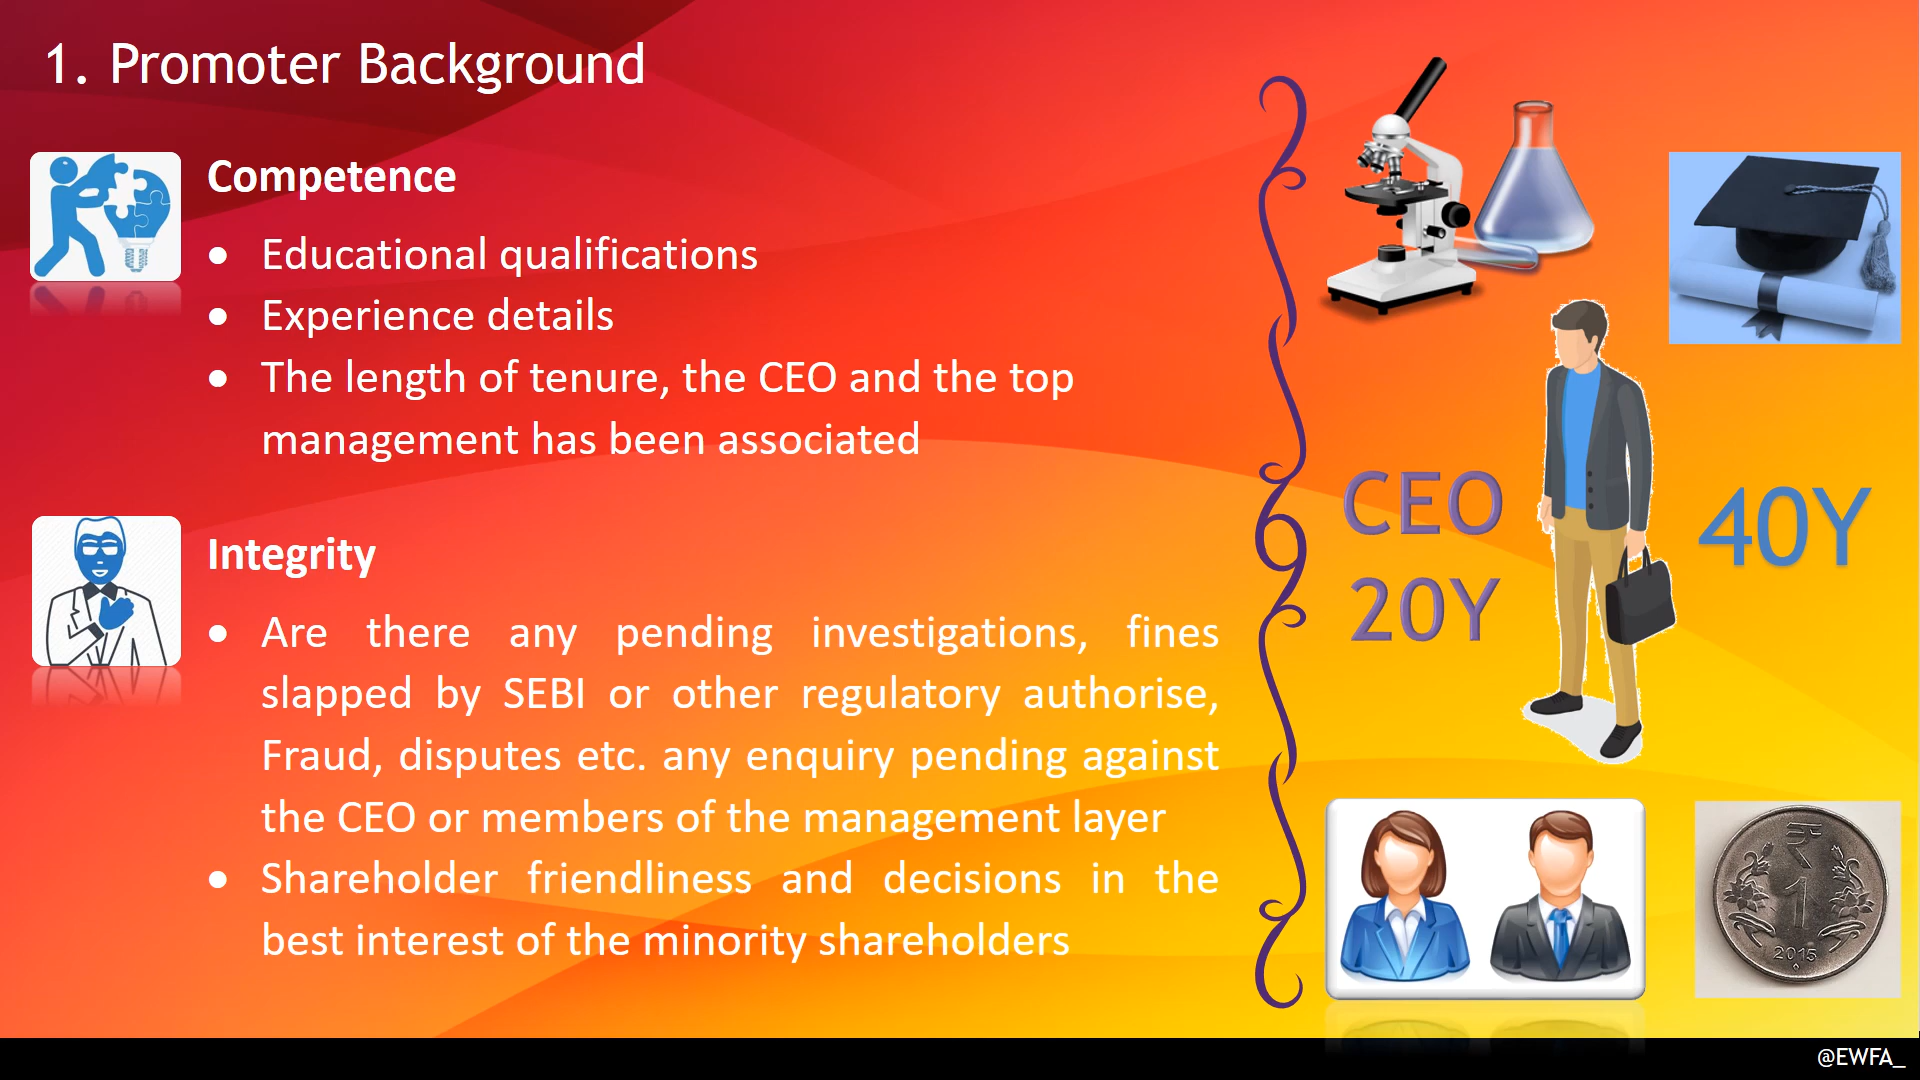 1. Promoter Background
Competence
● Educational qualifications
● Experience details
● The length of tenure, the CEO and the top
management has been associated
Integrity
● Are there any pending investigations, fines
slapped by SEBI or other regulatory authorise,
Fraud, disputes etc. any enquiry pending against
the CEO or members of the management layer
● Shareholder friendliness and decisions in the
best interest of the minority shareholders
CEO
20Y
40Y
₹
1
2015
@EWFA_